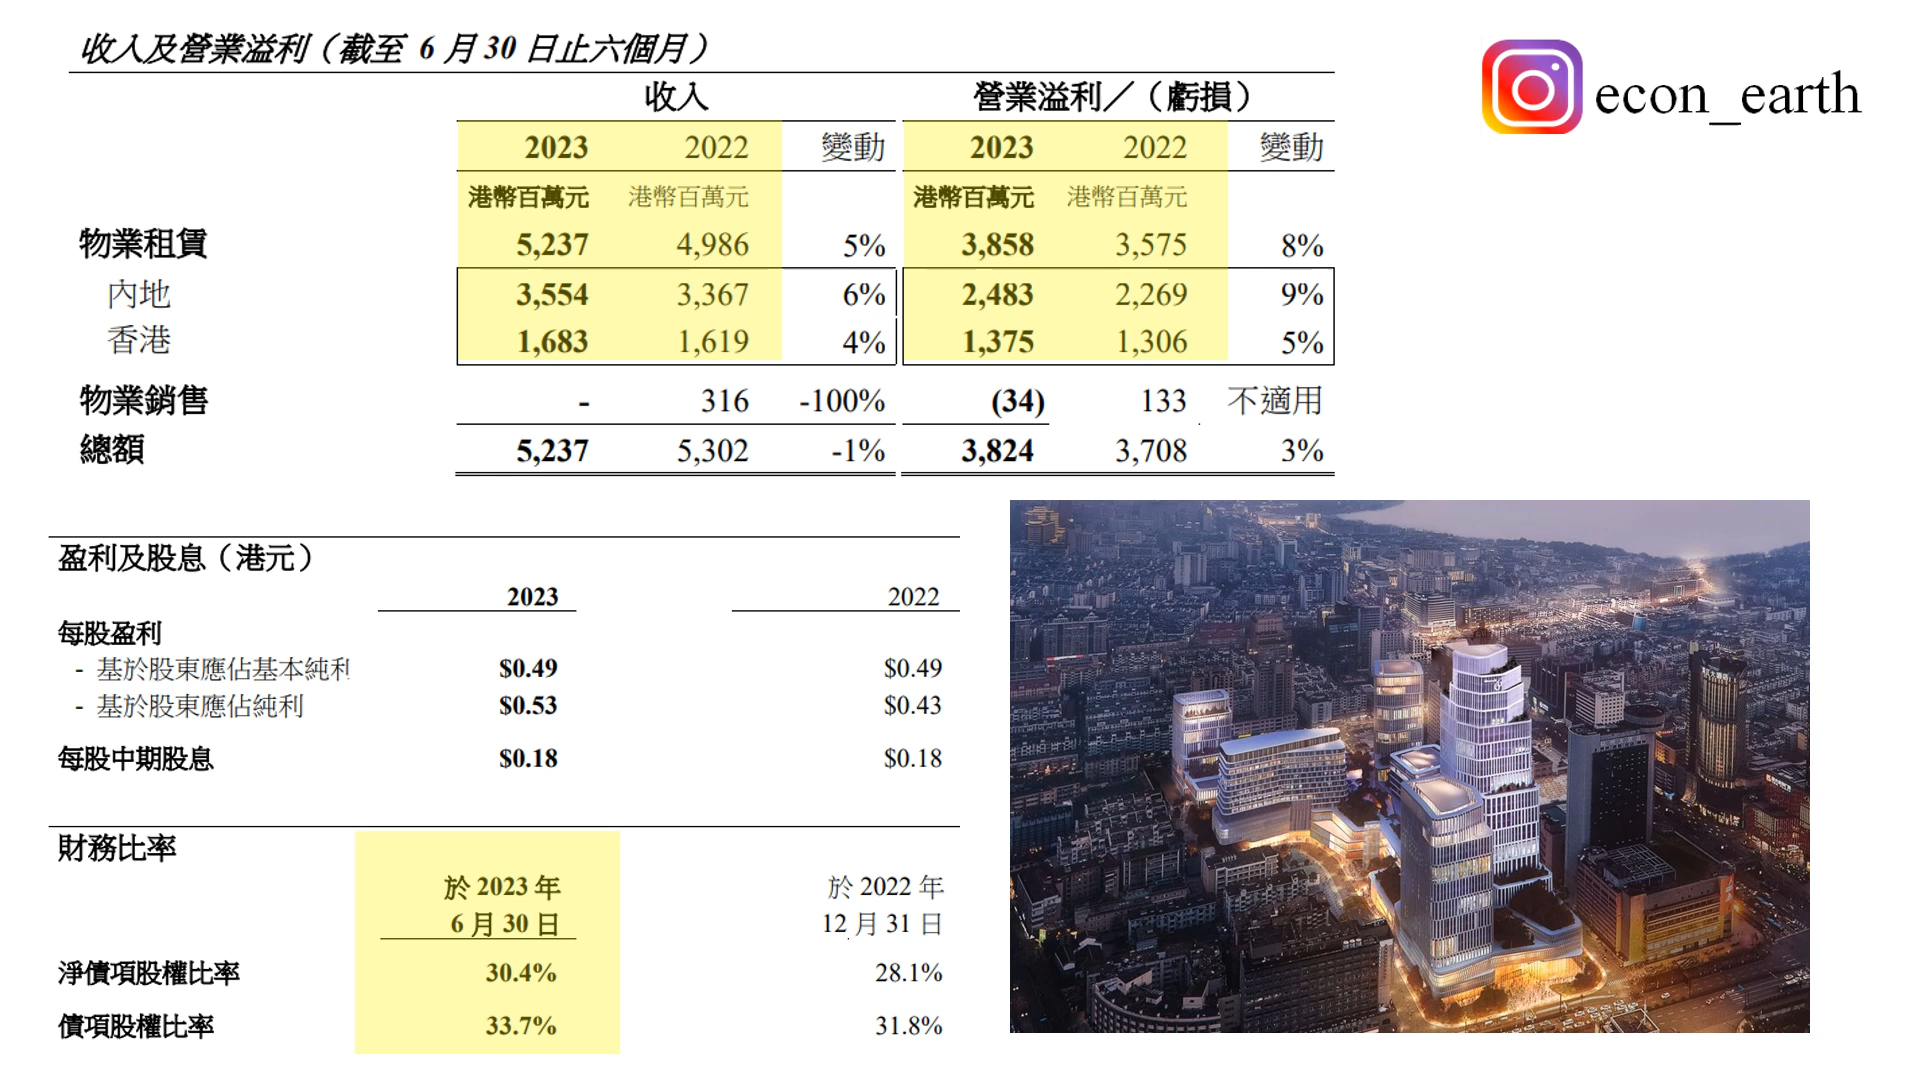 收入及營業溢利（截至 6 月 30 日止六個月）
econ_earth
收入 營業溢利／（虧損）
2023 2022 變動 2023 2022 變動
港幣百萬元 港幣百萬元 港幣百萬元 港幣百萬元
物業租賃 5,237 4,986 5% 3,858 3,575 8%
內地 3,554 3,367 6% 2,483 2,269 9%
香港 1,683 1,619 4% 1,375 1,306 5%
物業銷售 - 316 -100% (34) 133 不適用
總額 5,237 5,302 -1% 3,824 3,708 3%
盈利及股息（港元）
2023 2022
每股盈利
- 基於股東應佔基本純利 $0.49 $0.49
- 基於股東應佔純利 $0.53 $0.43
每股中期股息 $0.18 $0.18
財務比率
於 2023 年 於 2022 年
6 月 30 日 12 月 31 日
淨債項股權比率 30.4% 28.1%
債項股權比率 33.7% 31.8%